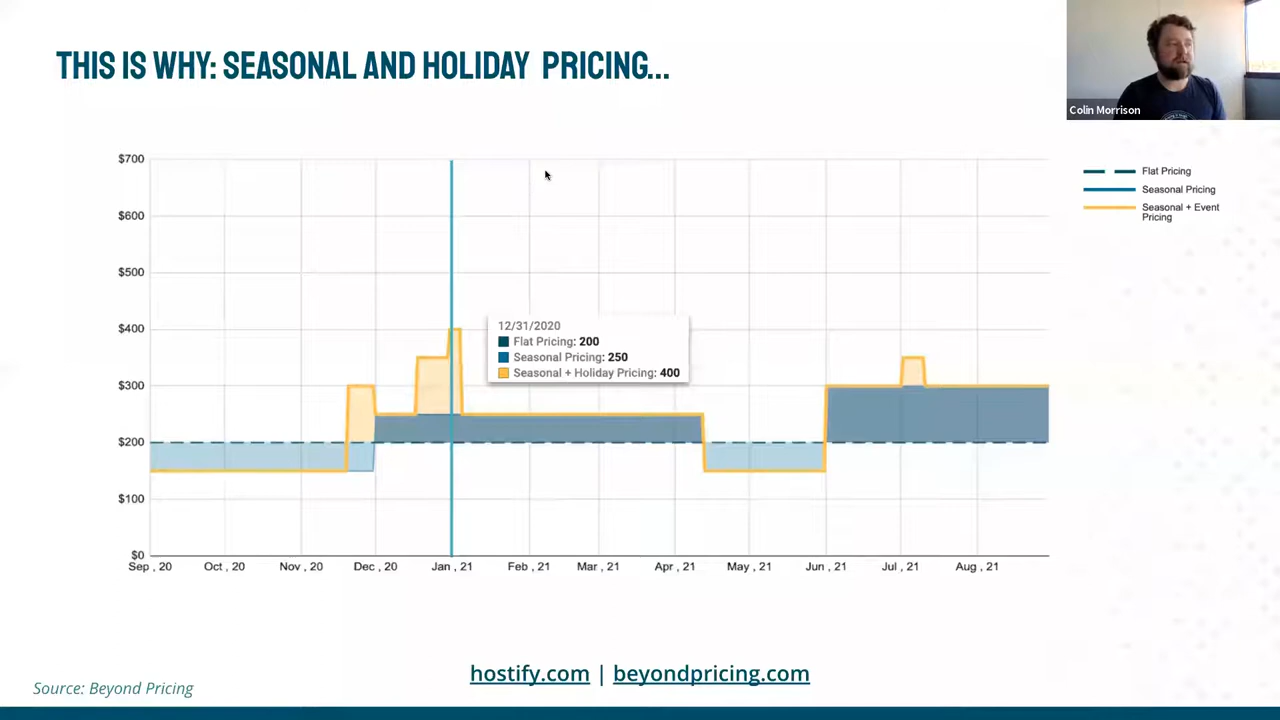 THIS IS WHY: SEASONAL AND HOLIDAY PRICING...
Colin Morrison
$700
$600
$500
$400
$300
$200
$100
$0
Sep , 20
Oct , 20
Nov , 20
Dec , 20
Jan , 21
Feb , 21
Mar , 21
Apr , 21
May , 21
Jun , 21
Jul , 21
Aug , 21
12/31/2020
Flat Pricing: 200
Seasonal Pricing: 250
Seasonal + Holiday Pricing: 400
Flat Pricing
Seasonal Pricing
Seasonal + Event
Pricing
hostify.com | beyondpricing.com
Source: Beyond Pricing